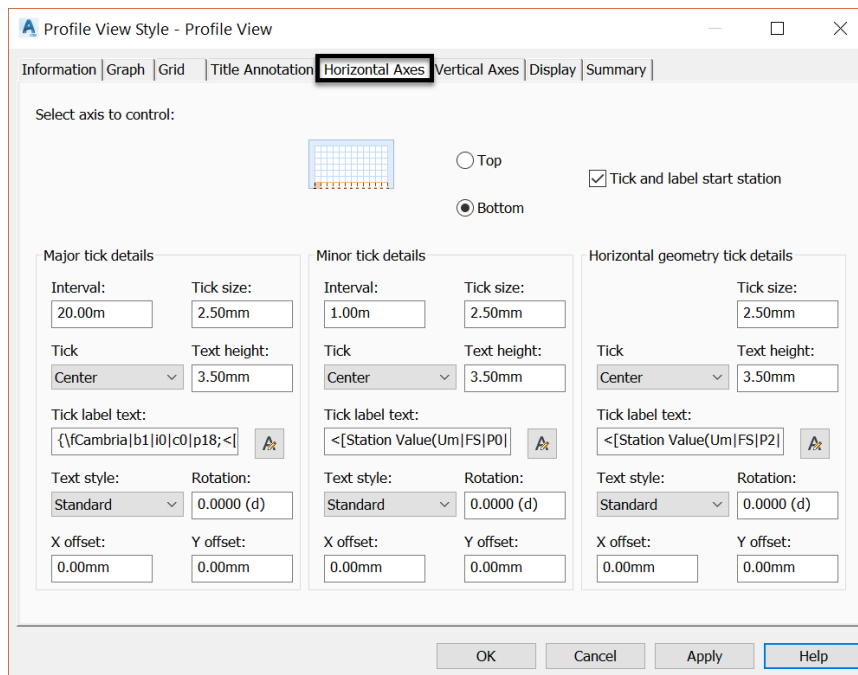 Profile View Style - Profile View
Information Graph Grid Title Annotation Horizontal Axes Vertical Axes Display Summary
Select axis to control:
Top
Tick and label start station
Bottom
Major tick details
Interval: Tick size:
20.00m 2.50mm
Tick Text height:
Center 3.50mm
Tick label text:
{\fCambria|b1|i0|c0|p18;<[
Text style: Rotation:
Standard 0.0000 (d)
X offset: Y offset:
0.00mm 0.00mm
Minor tick details
Interval: Tick size:
1.00m 2.50mm
Tick Text height:
Center 3.50mm
Tick label text:
<[Station Value(Um|FS|P0|
Text style: Rotation:
Standard 0.0000 (d)
X offset: Y offset:
0.00mm 0.00mm
Horizontal geometry tick details
Tick size:
2.50mm
Tick Text height:
Center 3.50mm
Tick label text:
<[Station Value(Um|FS|P2|
Text style: Rotation:
Standard 0.0000 (d)
X offset: Y offset:
0.00mm 0.00mm
OK Cancel Apply Help